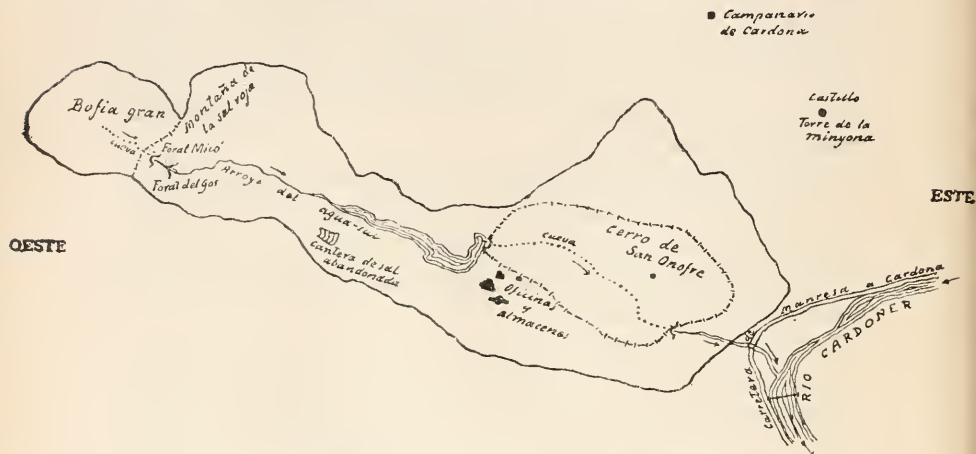 Campanario
de Cardona
Castillo
Torre de la
minyona
Bofia gran
Montaña de
la sal roja
cueva
Foral Micó
Foral del Gos
Arroyo del
agua-sur
Cantera de sal
abandonada
cueva
Cerro de
San Onofre
Oficinas
y
almacenes
OESTE
ESTE
Carretera de Manresa a Cardona
RIO CARDONER